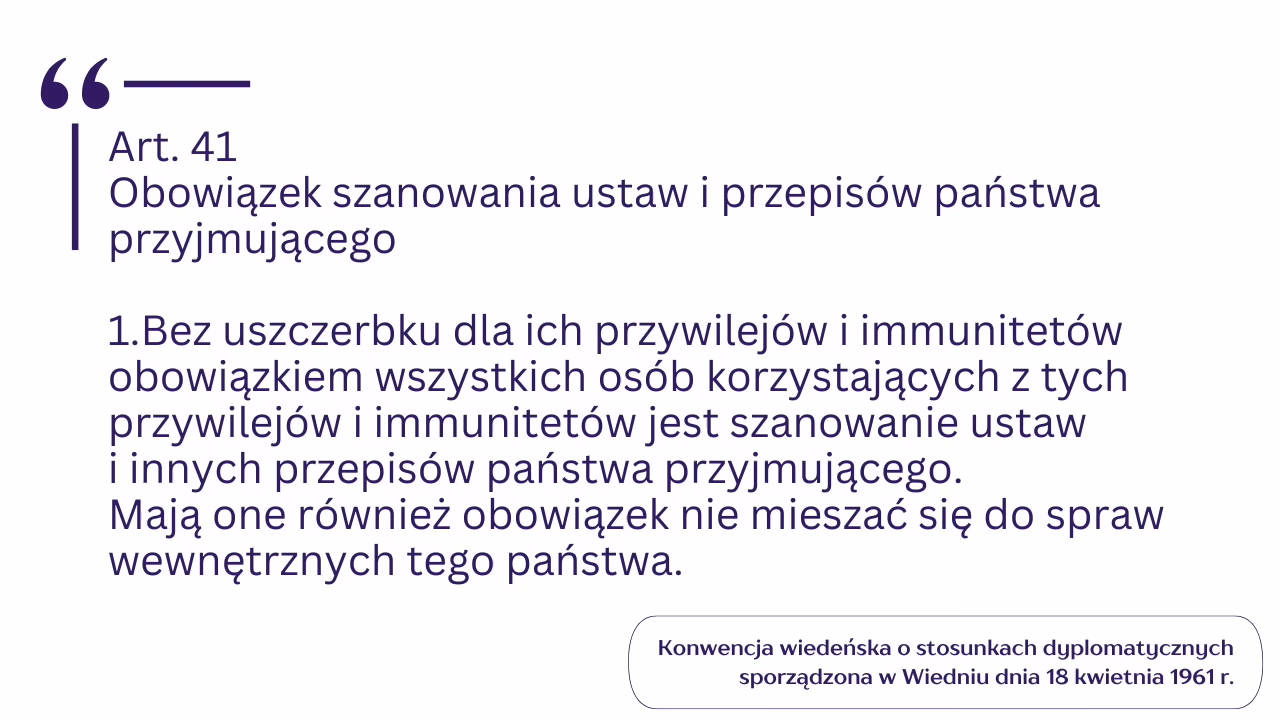 “
Art. 41
Obowiązek szanowania ustaw i przepisów państwa
przyjmującego
1.Bez uszczerbku dla ich przywilejów i immunitetów
obowiązkiem wszystkich osób korzystających z tych
przywilejów i immunitetów jest szanowanie ustaw
i innych przepisów państwa przyjmującego.
Mają one również obowiązek nie mieszać się do spraw
wewnętrznych tego państwa.
Konwencja wiedeńska o stosunkach dyplomatycznych
sporządzona w Wiedniu dnia 18 kwietnia 1961 r.